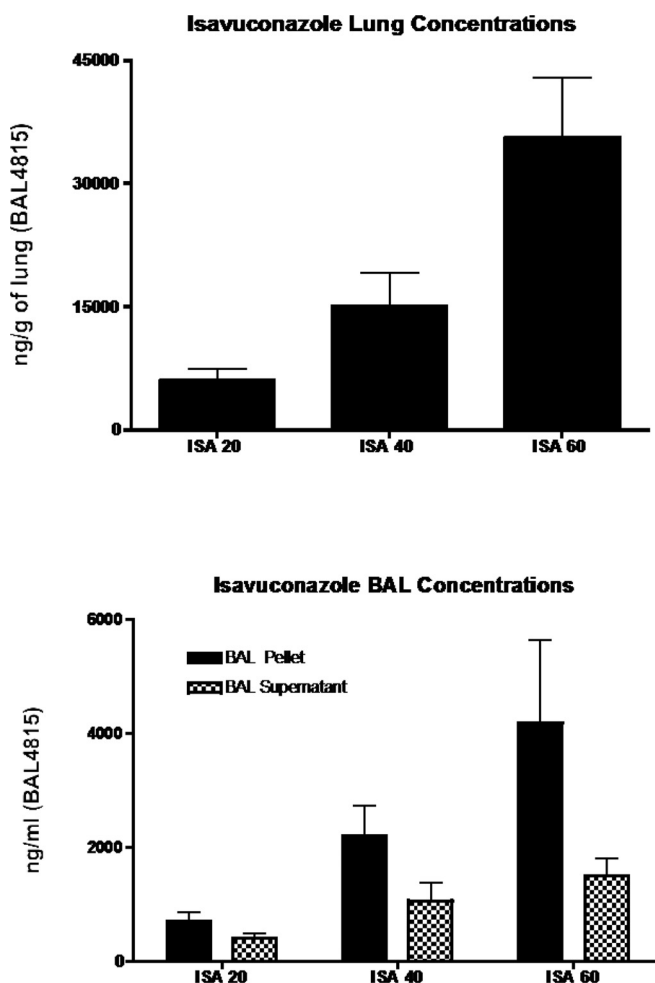 Isavuconazole Lung Concentrations
ng/g of lung (BAL4815)
45000
30000
15000
0
ISA 20 ISA 40 ISA 60
Isavuconazole BAL Concentrations
ng/ml (BAL4815)
6000
4000
2000
0
BAL Pellet
BAL Supernatant
ISA 20 ISA 40 ISA 60